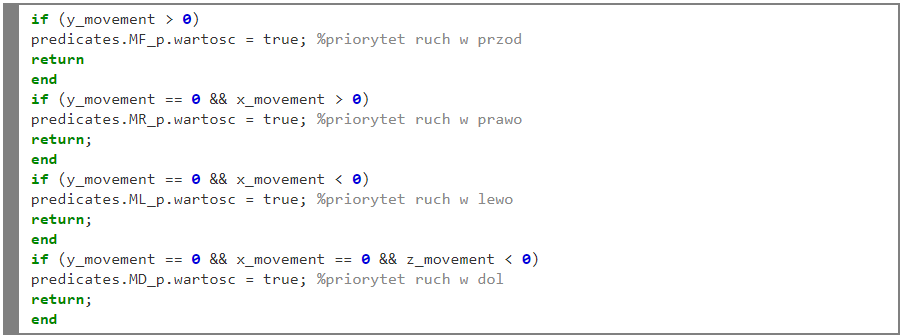 if (y_movement > 0)
predicates.MF_p.wartosc = true; %priorytet ruch w przod
return
end
if (y_movement == 0 && x_movement > 0)
predicates.MR_p.wartosc = true; %priorytet ruch w prawo
return;
end
if (y_movement == 0 && x_movement < 0)
predicates.ML_p.wartosc = true; %priorytet ruch w lewo
return;
end
if (y_movement == 0 && x_movement == 0 && z_movement < 0)
predicates.MD_p.wartosc = true; %priorytet ruch w dol
return;
end